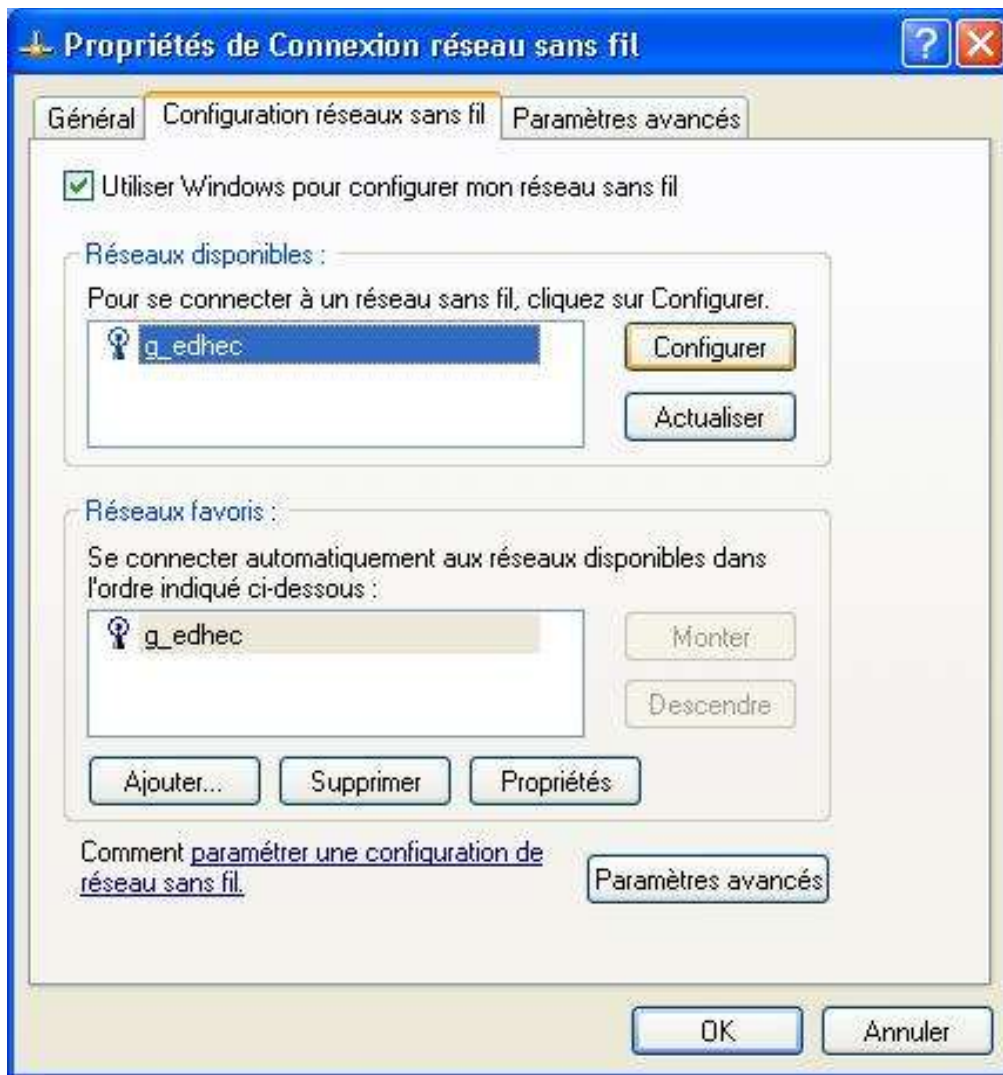 Propriétés de Connexion réseau sans fil
Général Configuration réseaux sans fil Paramètres avancés
Utiliser Windows pour configurer mon réseau sans fil
Réseaux disponibles :
Pour se connecter à un réseau sans fil, cliquez sur Configurer.
g_edhec
Configurer
Actualiser
Réseaux favoris :
Se connecter automatiquement aux réseaux disponibles dans
l'ordre indiqué ci-dessous :
g_edhec
Monter
Descendre
Ajouter... Supprimer Propriétés
Comment paramétrer une configuration de
réseau sans fil.
Paramètres avancés
OK Annuler